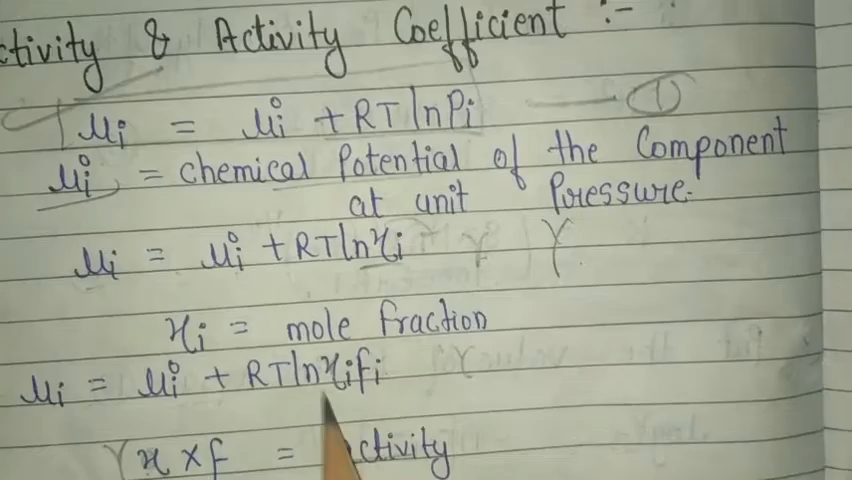 ctivity & Activity Coefficient :-
μi = μi° + RT ln Pi —— ①
μi° = chemical Potential of the Component
at unit Pressure.
μi = μi° + RT ln xi γ
xi = mole fraction
μi = μi° + RT ln xifi
γ x × f = ctivity